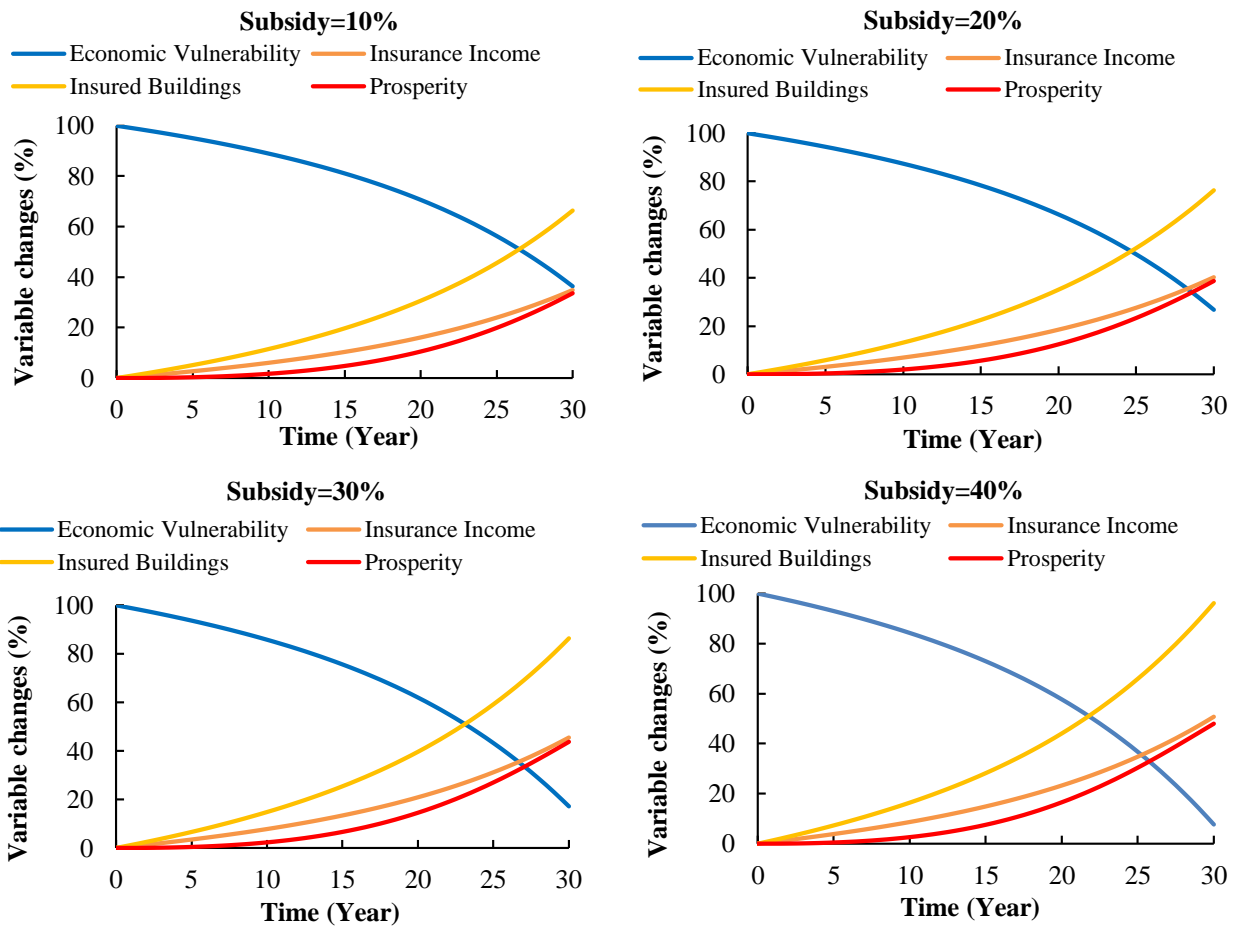 Subsidy=10%
Economic Vulnerability Insurance Income
Insured Buildings Prosperity
Variable changes (%)
100
80
60
40
20
0
0 5 10 15 20 25 30
Time (Year)
Subsidy=20%
Economic Vulnerability Insurance Income
Insured Buildings Prosperity
Variable changes (%)
100
80
60
40
20
0
0 5 10 15 20 25 30
Time (Year)
Subsidy=30%
Economic Vulnerability Insurance Income
Insured Buildings Prosperity
Variable changes (%)
100
80
60
40
20
0
0 5 10 15 20 25 30
Time (Year)
Subsidy=40%
Economic Vulnerability Insurance Income
Insured Buildings Prosperity
Variable changes (%)
100
80
60
40
20
0
0 5 10 15 20 25 30
Time (Year)